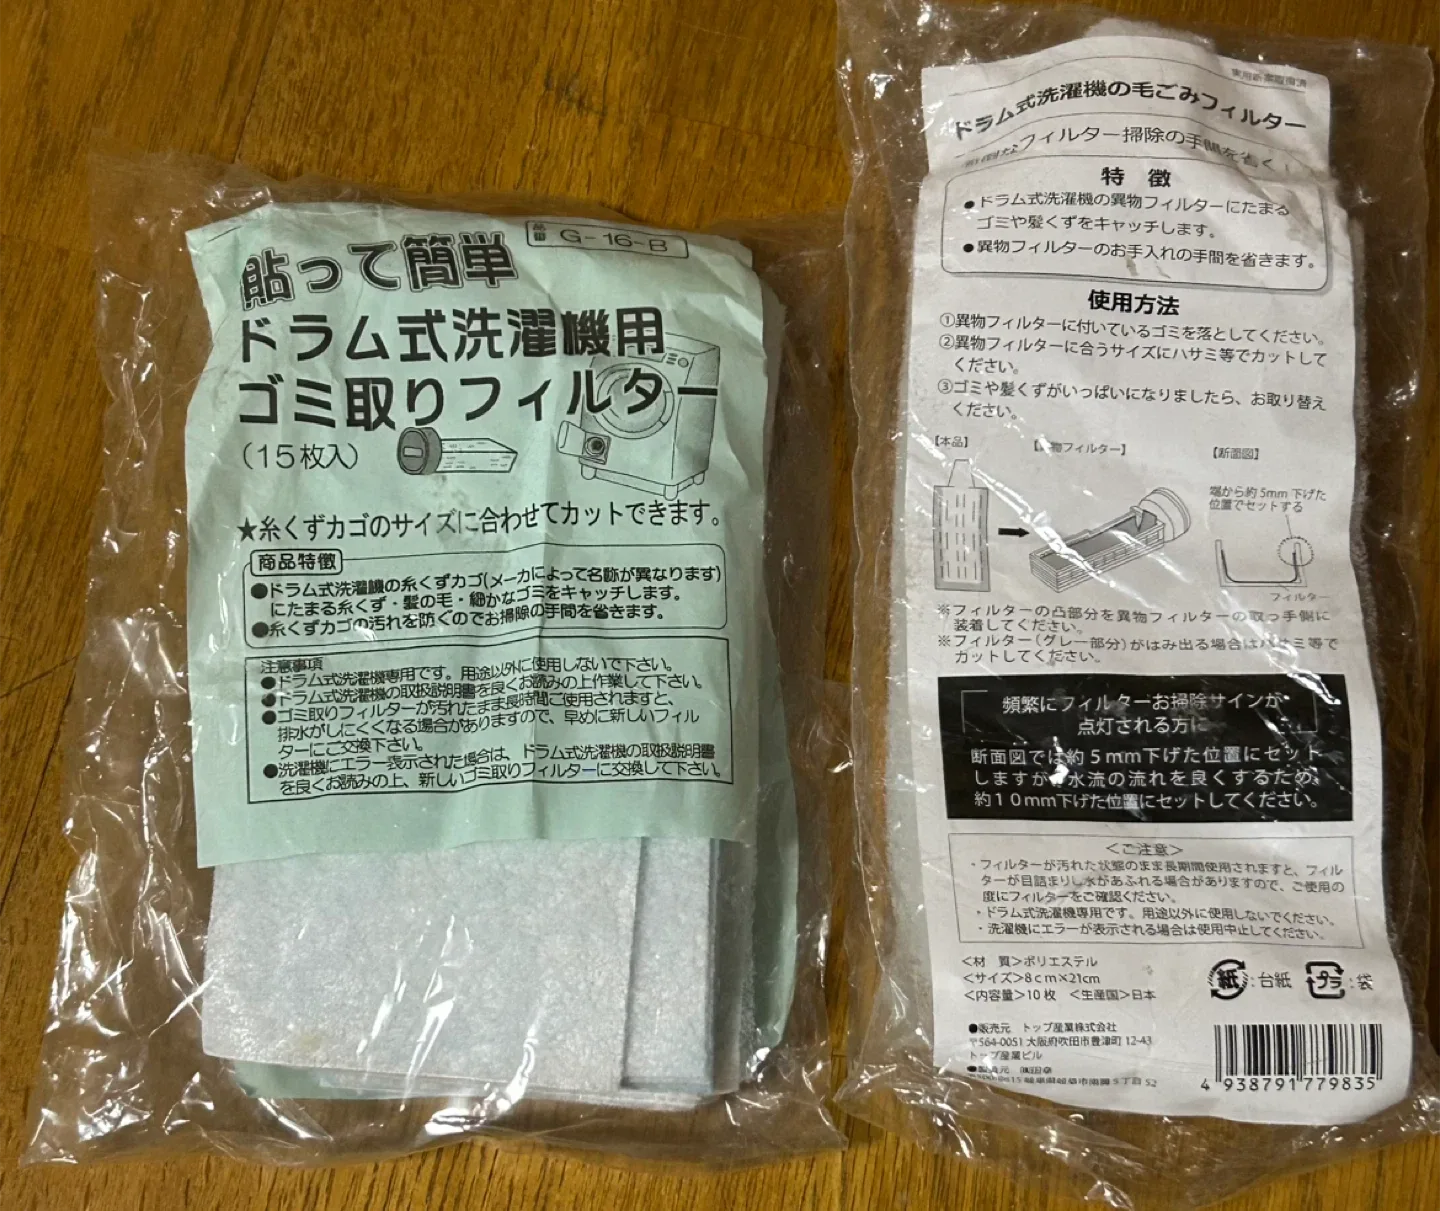 品番 G-16-B
貼って簡単
ドラム式洗濯機用
ゴミ取りフィルター
(15枚入)
★糸くずカゴのサイズに合わせてカットできます。
商品特徴
●ドラム式洗濯機の糸くずカゴ(メーカによって名称が異なります)
にたまる糸くず・髪の毛・細かなゴミをキャッチします。
●糸くずカゴの汚れを防ぐのでお掃除の手間を省きます。
注意事項
●ドラム式洗濯機専用です。用途以外に使用しないで下さい。
●ドラム式洗濯機の取扱説明書を良くお読みの上作業して下さい。
●ゴミ取りフィルターが汚れたまま長時間ご使用されますと、
排水がしにくくなる場合がありますので、早めに新しいフィル
ターにご交換下さい。
●洗濯機にエラー表示された場合は、ドラム式洗濯機の取扱説明書
を良くお読みの上、新しいゴミ取りフィルターに交換して下さい。
ドラム式洗濯機の毛ごみフィルター
フィルター掃除の手間を省く!
特 徴
●ドラム式洗濯機の異物フィルターにたまる
ゴミや髪くずをキャッチします。
●異物フィルターのお手入れの手間を省きます。
使用方法
①異物フィルターに付いているゴミを落としてください。
②異物フィルターに合うサイズにハサミ等でカットして
ください。
③ゴミや髪くずがいっぱいになりましたら、お取り替え
ください。
【本品】
物フィルター】
【断面図】
端から約5mm下げた
位置でセットする
フィルター
※フィルターの凸部分を異物フィルターの取っ手側に
装着してください。
※フィルター(グレー部分)がはみ出る場合はハサミ等で
カットしてください。
頻繁にフィルターお掃除サインが
点灯される方に
断面図では約5mm下げた位置にセット
しますが 水流の流れを良くするため、
約10mm下げた位置にセットしてください。
<ご注意>
・フィルターが汚れた状態のまま長期間使用されますと、フィル
ターが目詰まりし水があふれる場合がありますので、ご使用の
度にフィルターをご確認ください。
・ドラム式洗濯機専用です。用途以外に使用しないでください。
・洗濯機にエラーが表示される場合は使用中止してください。
<材 質>ポリエステル
<サイズ>8cm×21cm
<内容量>10枚 <生産国>日本
紙:台紙 プラ:袋
●販売元 トップ産業株式会社
〒564-0051 大阪府吹田市豊津町12-43
トップ産業ビル
●製造元
5丁目52
4 938791 779835